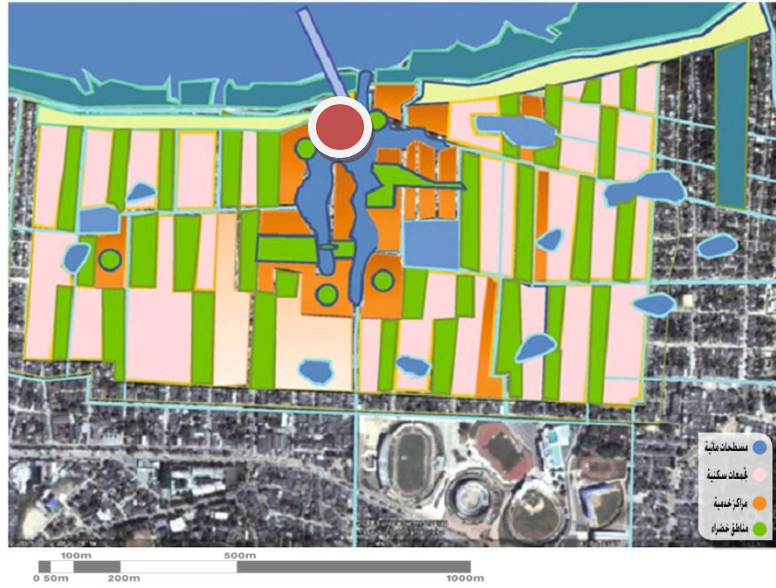 مسطحات مائية
تجمعات سكنية
مراكز خدمية
مناطق خضراء
100m 500m
0 50m 200m 1000m